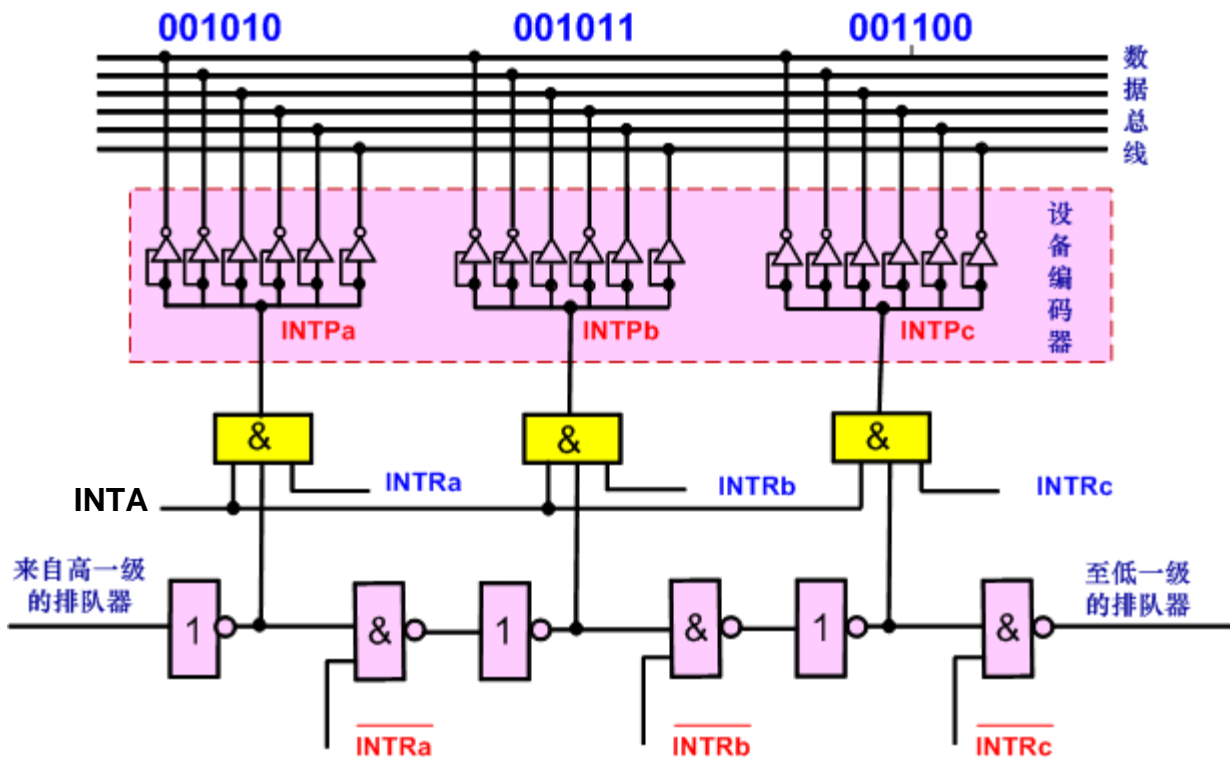 001010 001011 001100
数据总线
设备编码器
INTPa INTPb INTPc
& & &
INTRa INTRb INTRc
INTA
来自高一级的排队器
至低一级的排队器
1 & 1 & 1 &
INTRa INTRb INTRc